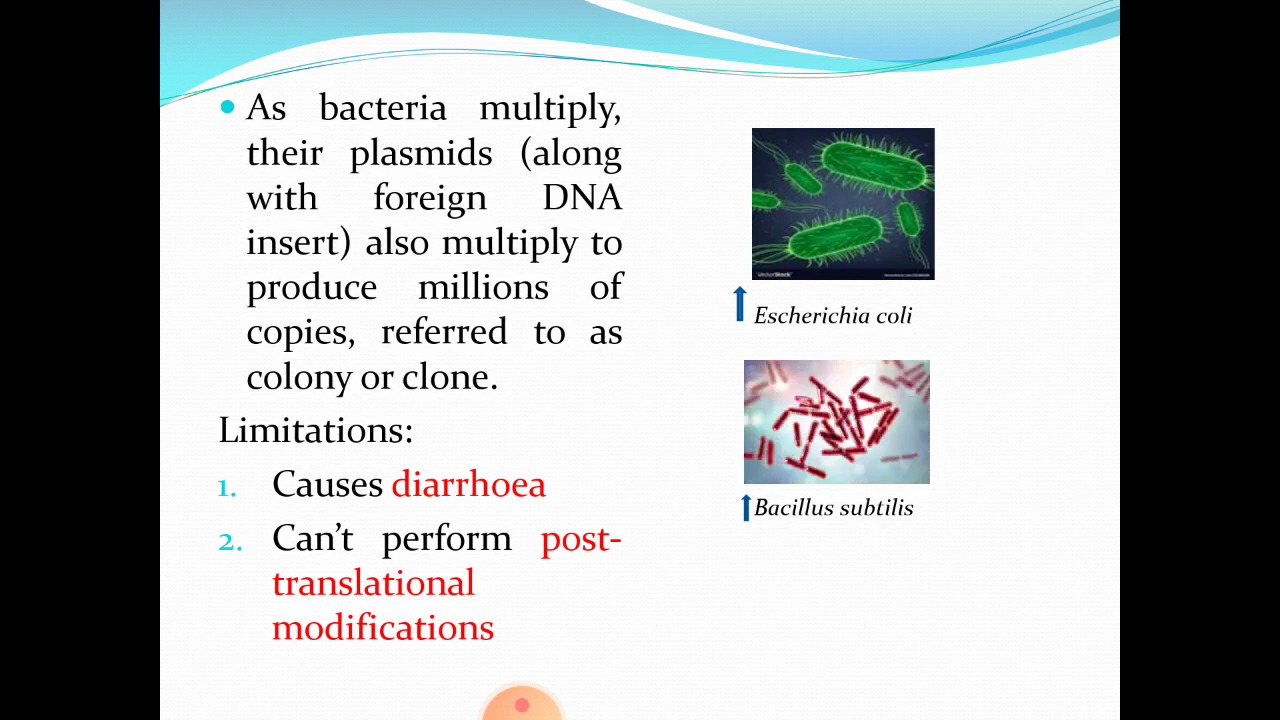 • As bacteria multiply,
their plasmids (along
with foreign DNA
insert) also multiply to
produce millions of
copies, referred to as
colony or clone.
Limitations:
1. Causes diarrhoea
2. Can't perform post-
translational
modifications
VectorStock
Escherichia coli
Bacillus subtilis